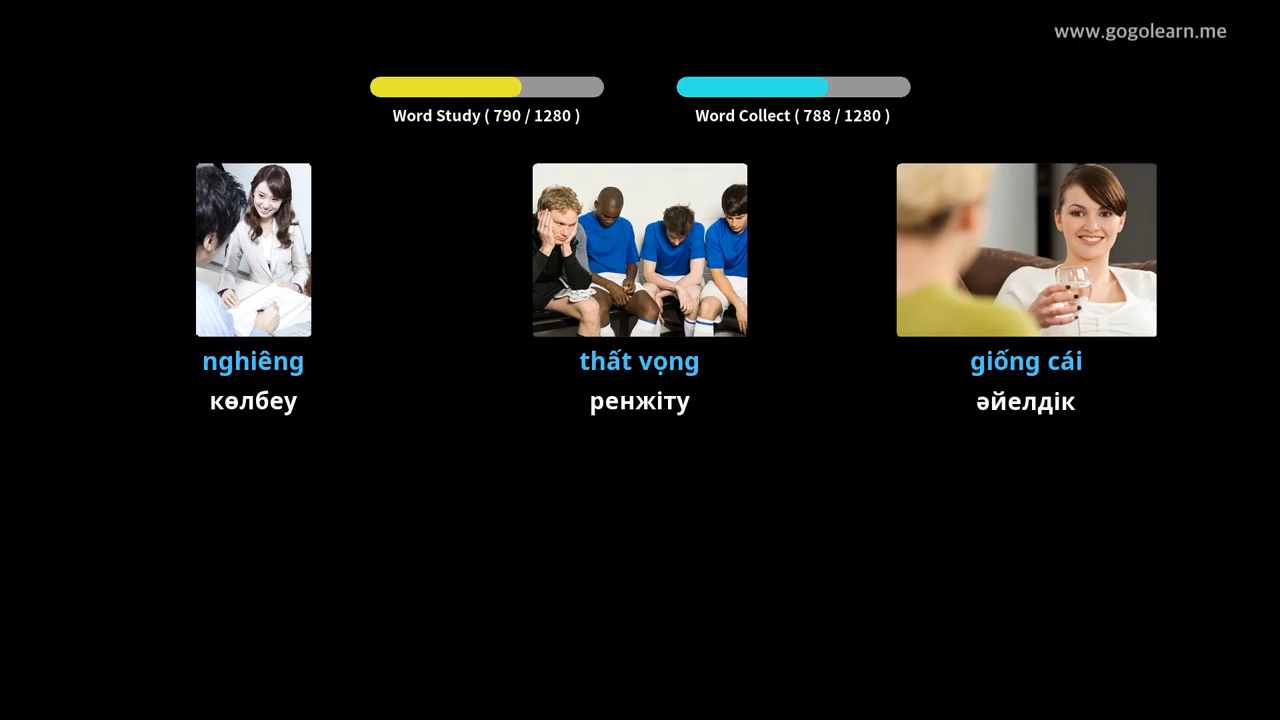 www.gogolearn.me
Word Study ( 790 / 1280 )
Word Collect ( 788 / 1280 )
nghiêng
thất vọng
giống cái
көлбеу
ренжіту
әйелдік